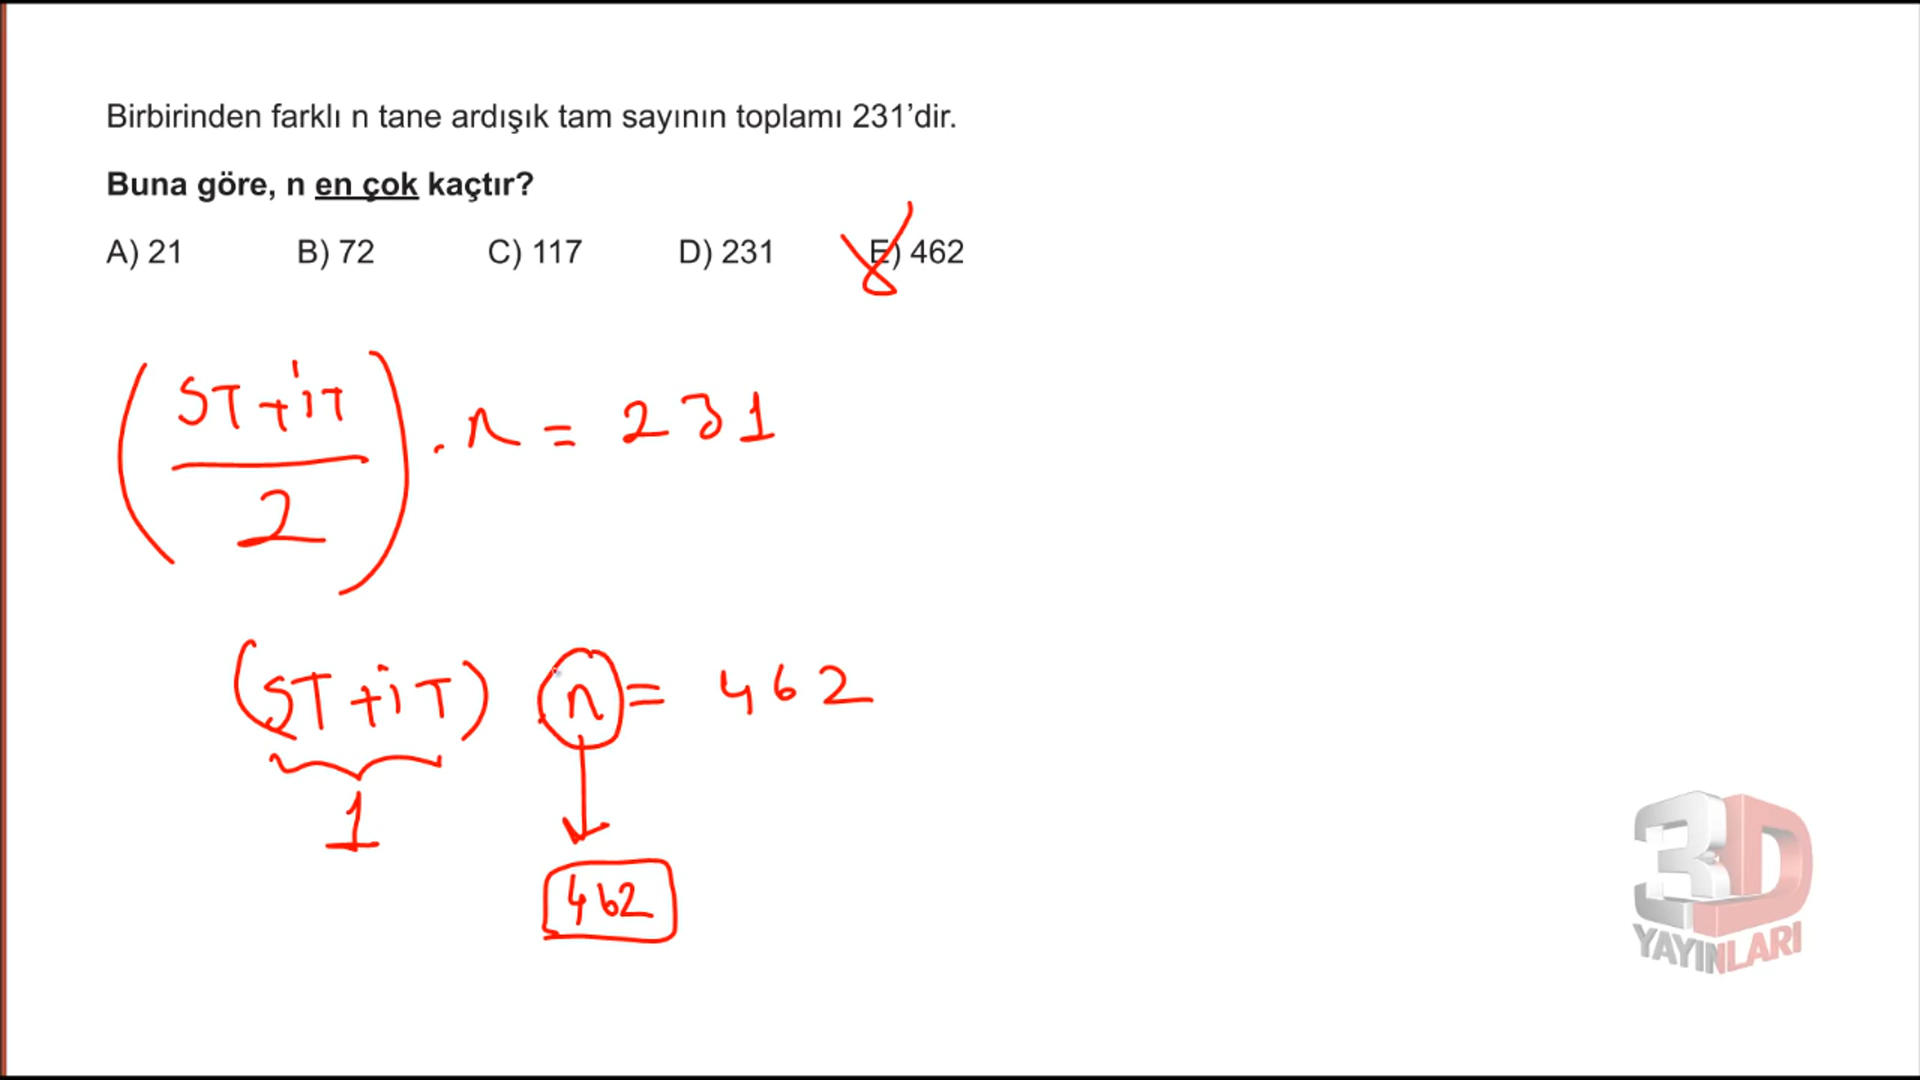 Birbirinden farklı n tane ardışık tam sayının toplamı 231'dir.
Buna göre, n en çok kaçtır?
A) 21 B) 72 C) 117 D) 231 E) 462
(ST+İT / 2) . n = 231
(ST+İT) n = 462
1
462
3D
YAYINLARI